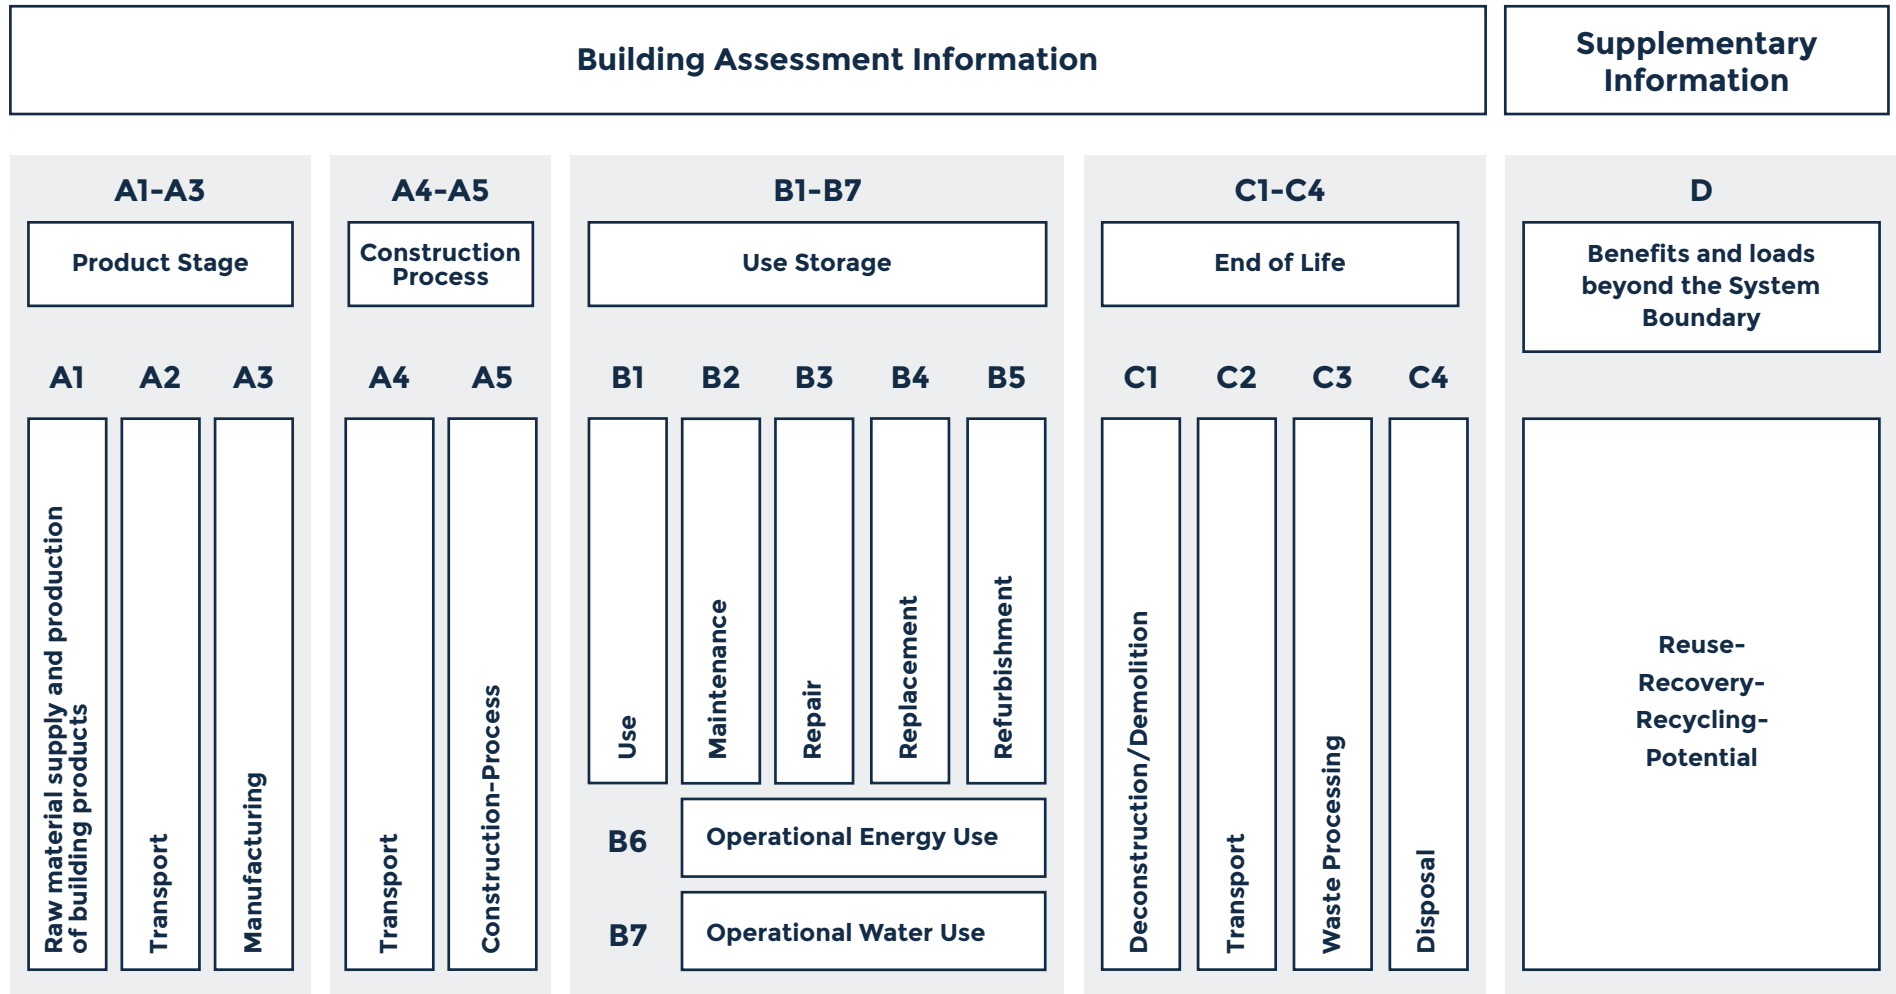 Building Assessment Information
Supplementary
Information
A1-A3
Product Stage
A1
A2
A3
Raw material supply and production
of building products
Transport
Manufacturing
A4-A5
Construction
Process
A4
A5
Transport
Construction-Process
B1-B7
Use Storage
B1
B2
B3
B4
B5
Use
Maintenance
Repair
Replacement
Refurbishment
B6
Operational Energy Use
B7
Operational Water Use
C1-C4
End of Life
C1
C2
C3
C4
Deconstruction/Demolition
Transport
Waste Processing
Disposal
D
Benefits and loads
beyond the System
Boundary
Reuse-
Recovery-
Recycling-
Potential